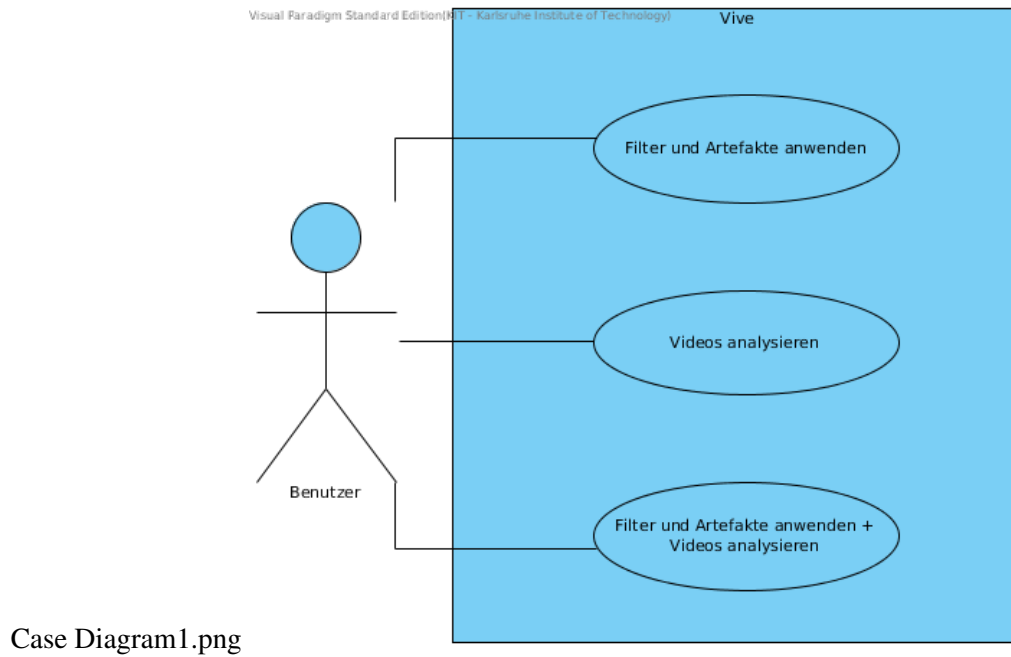 Visual Paradigm Standard Edition(KIT - Karlsruhe Institute of Technology)
Vive
Filter und Artefakte anwenden
Videos analysieren
Benutzer
Filter und Artefakte anwenden +
Videos analysieren
Case Diagram1.png